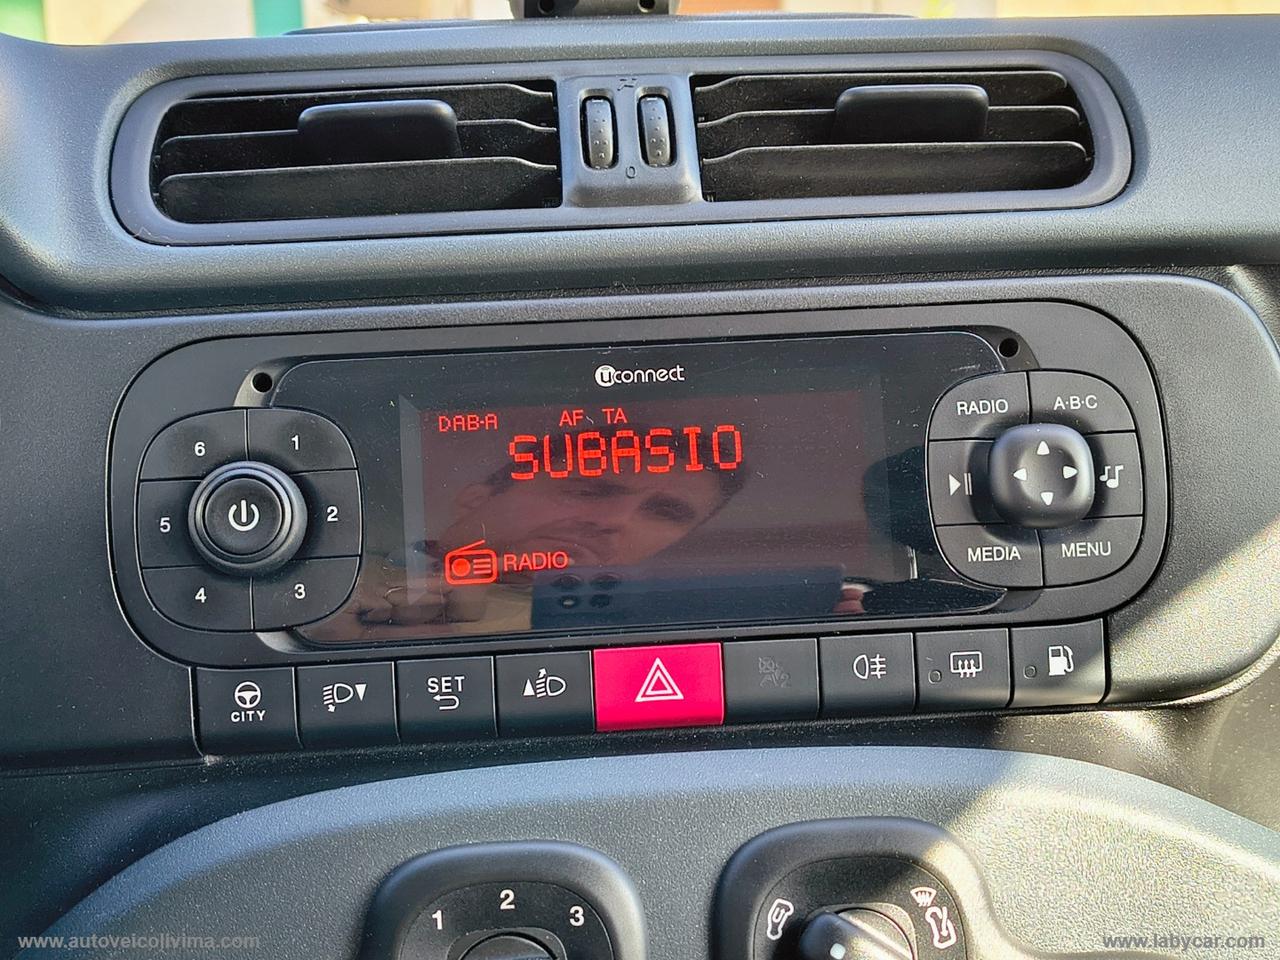 0
uconnect
DAB-A AF TA
SUBASIO
RADIO
6 1
5 2
4 3
RADIO A·B·C
MEDIA MENU
CITY
SET
1 2 3
www.autoveicolivima.com
www.labycar.com